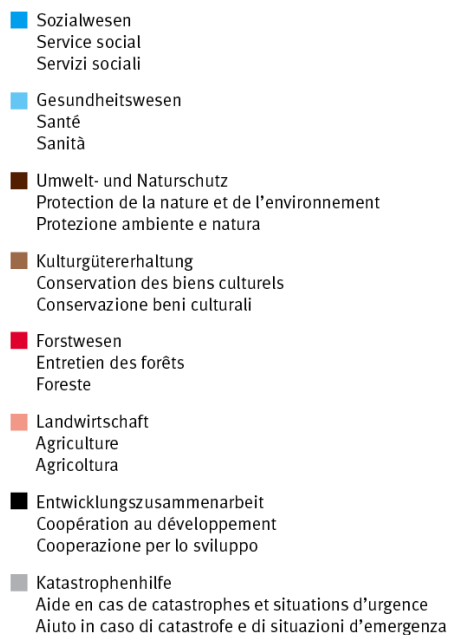 Sozialwesen
Service social
Servizi sociali
Gesundheitswesen
Santé
Sanità
Umwelt- und Naturschutz
Protection de la nature et de l’environnement
Protezione ambiente e natura
Kulturgütererhaltung
Conservation des biens culturels
Conservazione beni culturali
Forstwesen
Entretien des forêts
Foreste
Landwirtschaft
Agriculture
Agricoltura
Entwicklungszusammenarbeit
Coopération au développement
Cooperazione per lo sviluppo
Katastrophenhilfe
Aide en cas de catastrophes et situations d’urgence
Aiuto in caso di catastrofe e di situazioni d’emergenza